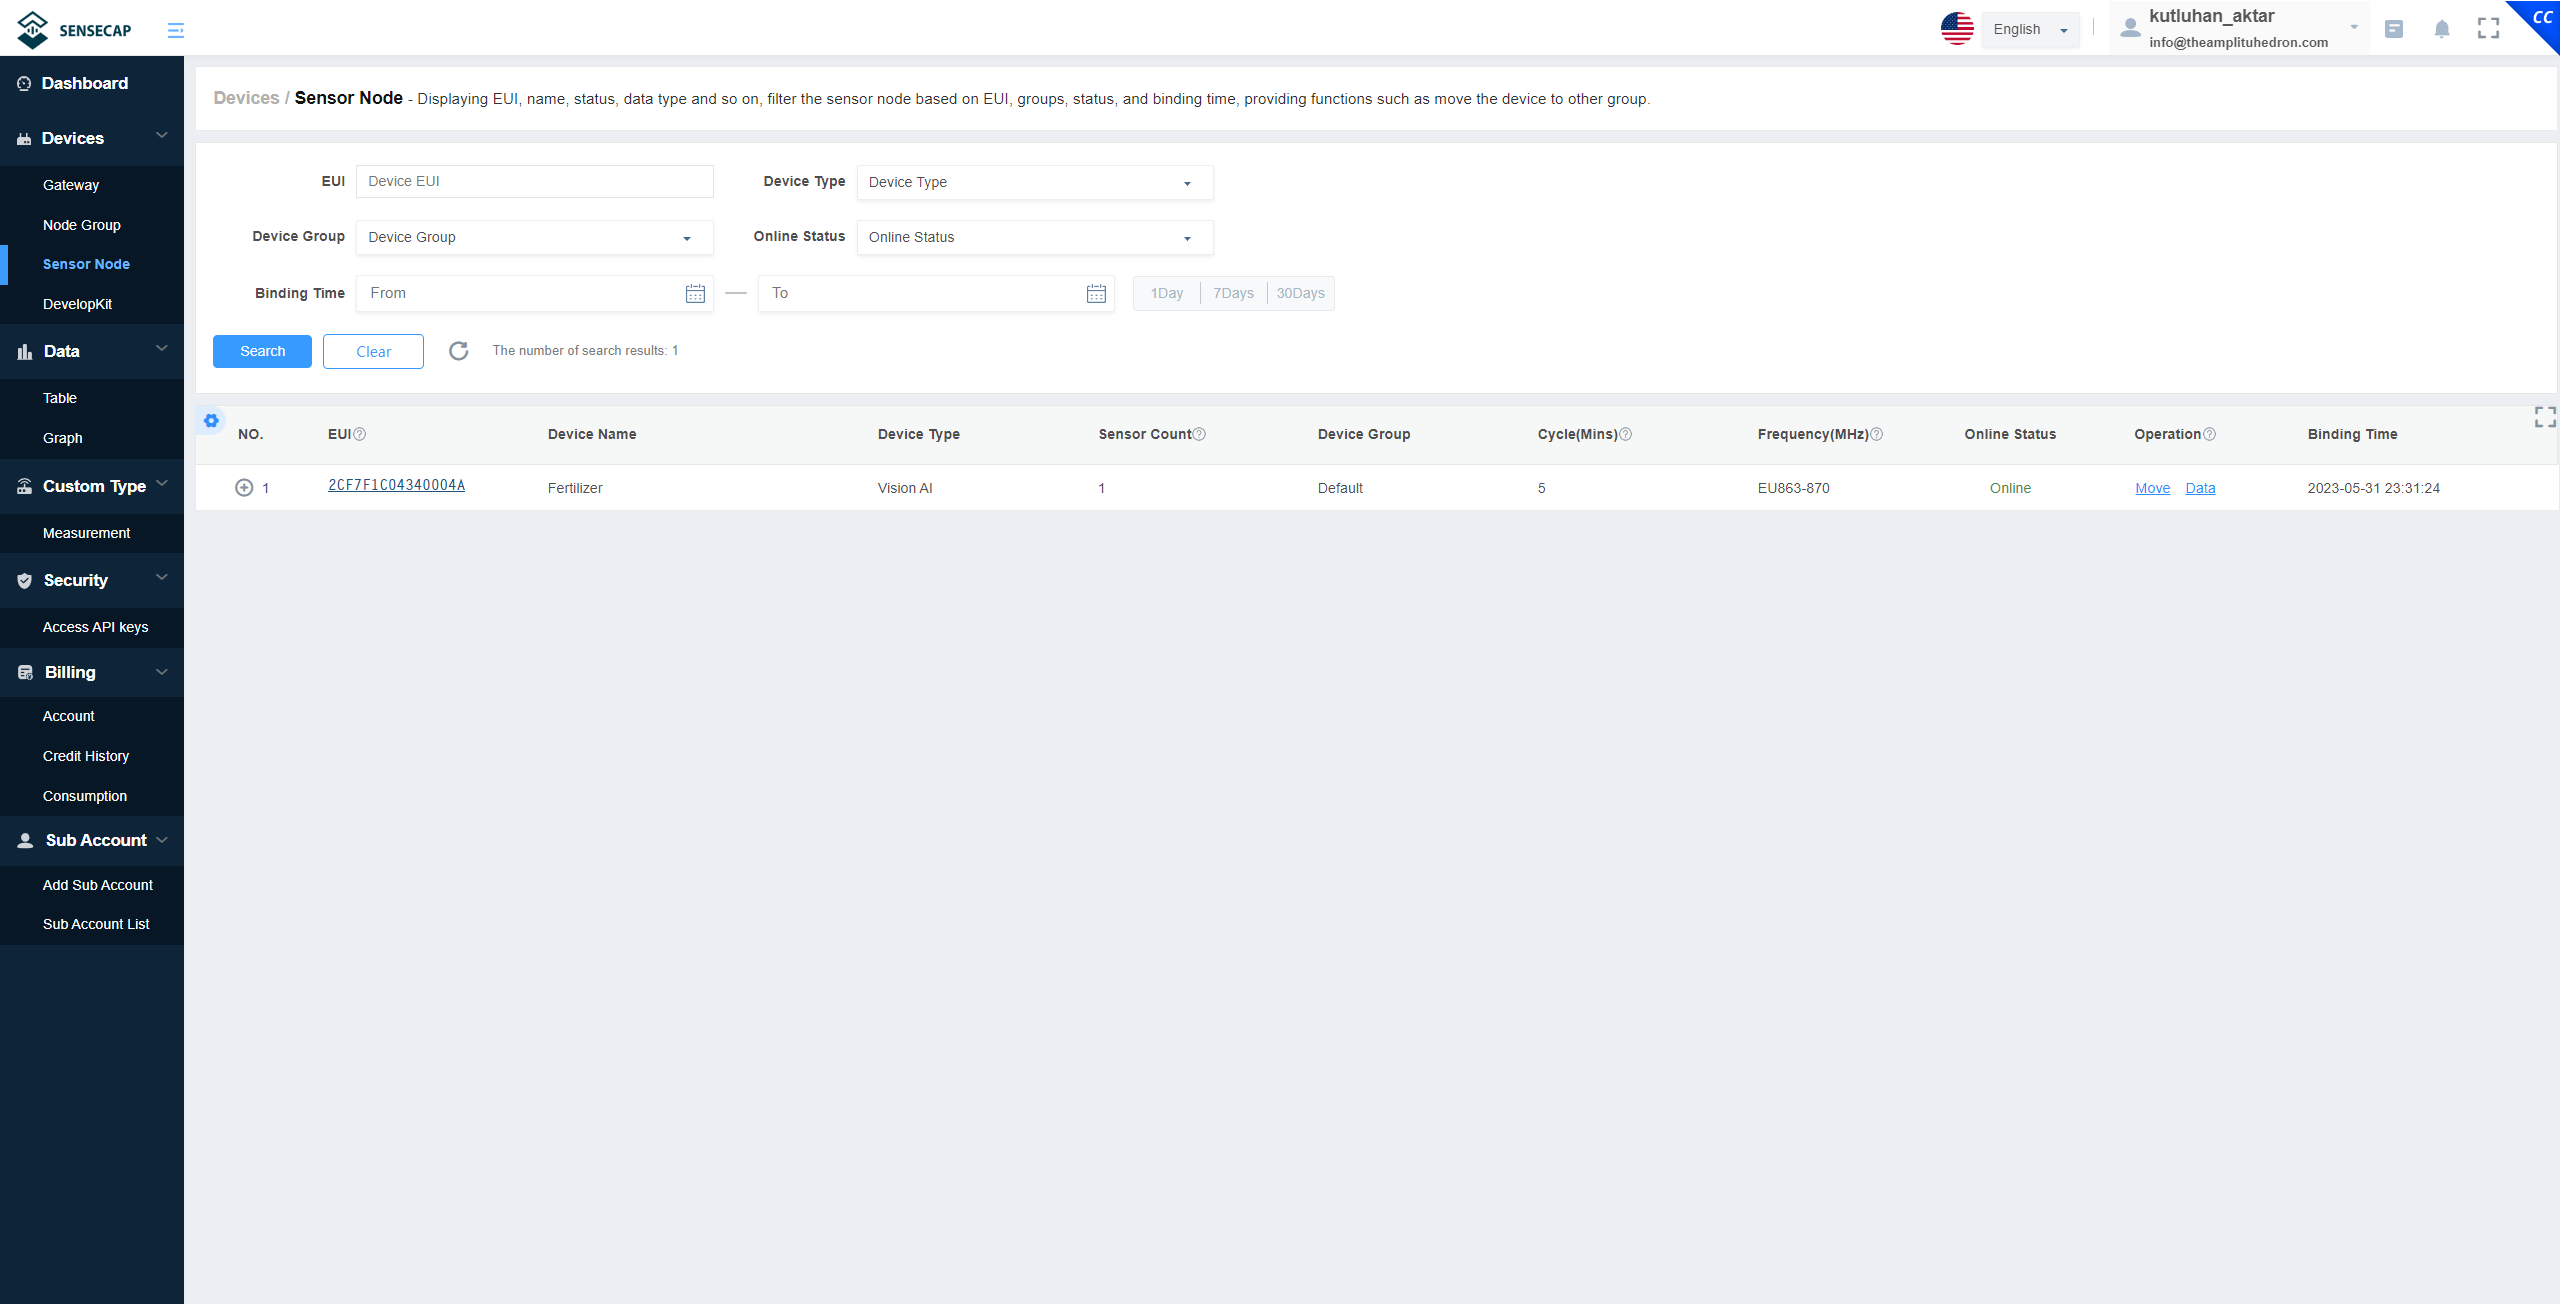 SENSECAP
English
kutluhan_aktar
info@theamplituhedron.com
CC
Dashboard
Devices
Gateway
Node Group
Sensor Node
DevelopKit
Data
Table
Graph
Custom Type
Measurement
Security
Access API keys
Billing
Account
Credit History
Consumption
Sub Account
Add Sub Account
Sub Account List
Devices / Sensor Node - Displaying EUI, name, status, data type and so on, filter the sensor node based on EUI, groups, status, and binding time, providing functions such as move the device to other group.
EUI Device EUI Device Type Device Type
Device Group Device Group Online Status Online Status
Binding Time From — To 1Day 7Days 30Days
Search Clear The number of search results: 1
NO. EUI Device Name Device Type Sensor Count Device Group Cycle(Mins) Frequency(MHz) Online Status Operation Binding Time
1 2CF7F1C04340004A Fertilizer Vision AI 1 Default 5 EU863-870 Online Move Data 2023-05-31 23:31:24